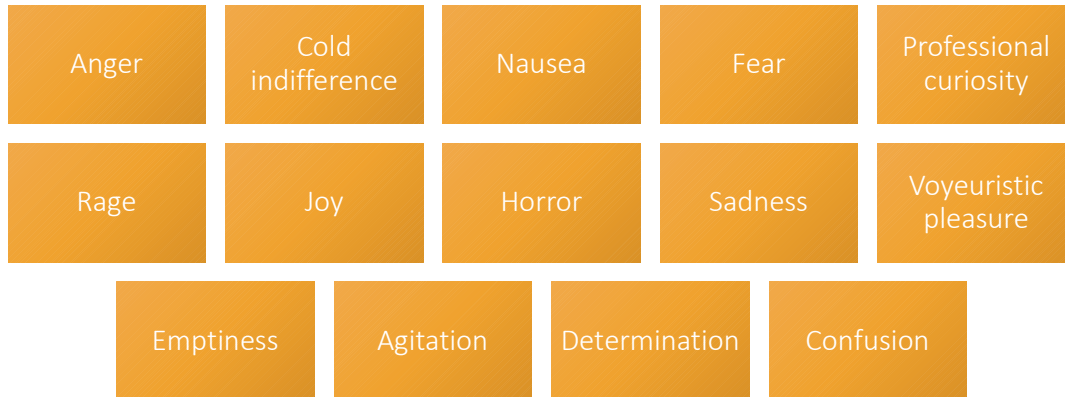 Anger
Cold
indifference
Nausea
Fear
Professional
curiosity
Rage
Joy
Horror
Sadness
Voyeuristic
pleasure
Emptiness
Agitation
Determination
Confusion